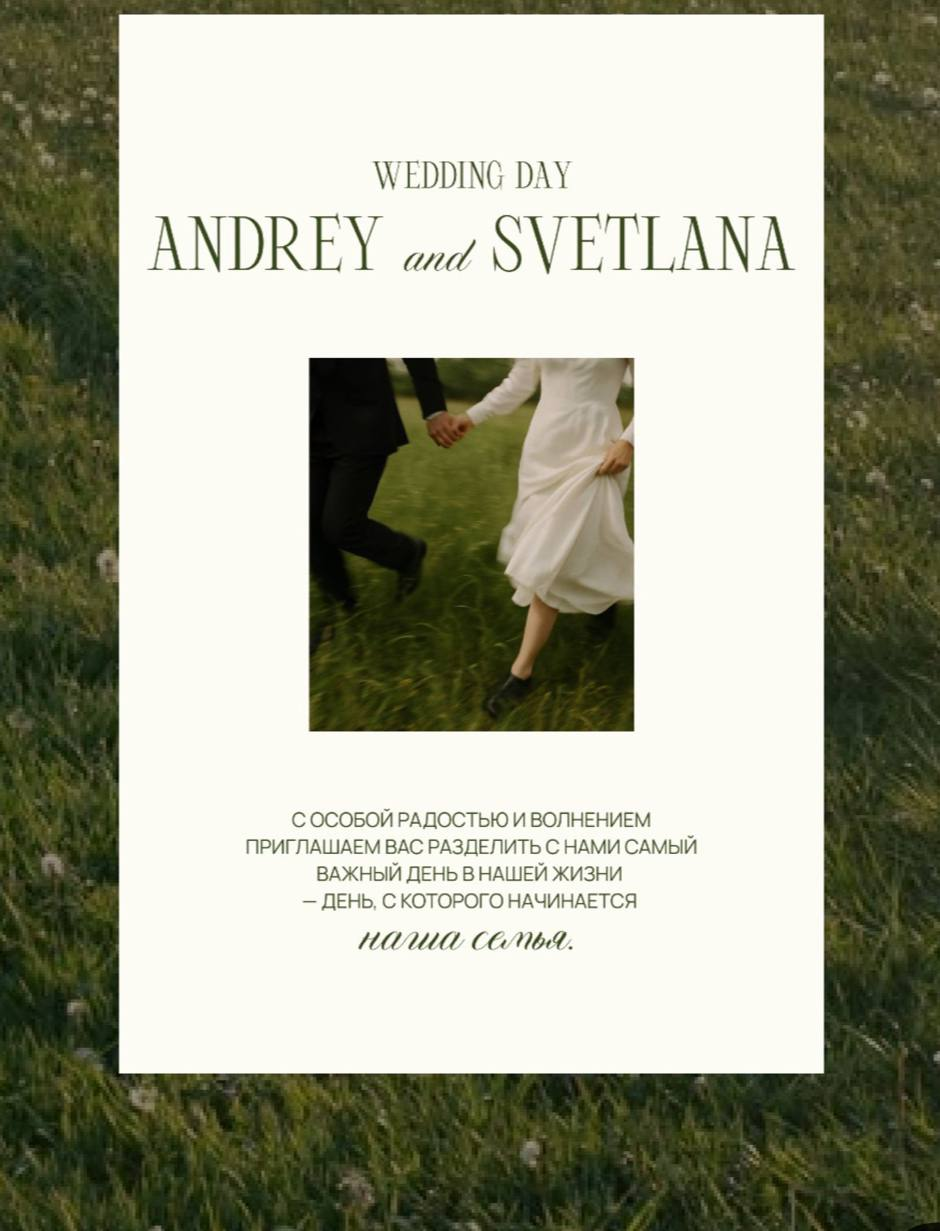 WEDDING DAY
ANDREY and SVETLANA
С ОСОБОЙ РАДОСТЬЮ И ВОЛНЕНИЕМ
ПРИГЛАШАЕМ ВАС РАЗДЕЛИТЬ С НАМИ САМЫЙ
ВАЖНЫЙ ДЕНЬ В НАШЕЙ ЖИЗНИ
— ДЕНЬ, С КОТОРОГО НАЧИНАЕТСЯ
наша семья.